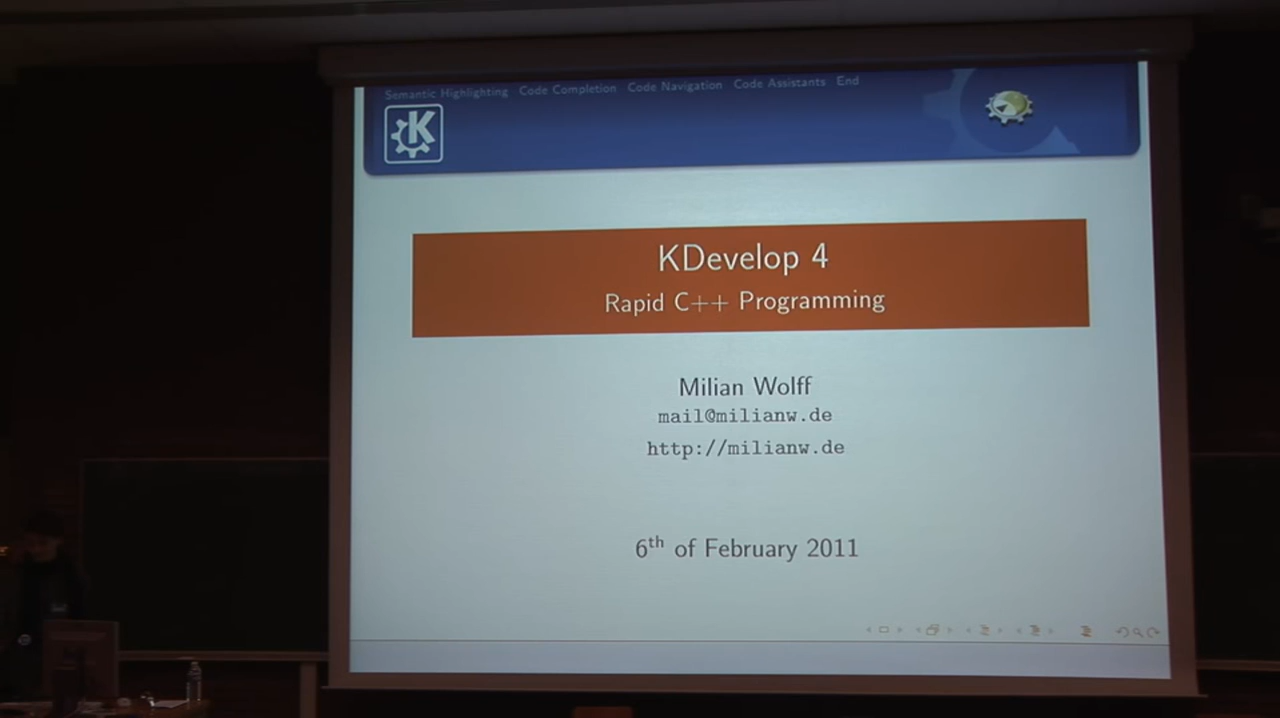 Semantic Highlighting Code Completion Code Navigation Code Assistants End
K
KDevelop 4
Rapid C++ Programming
Milian Wolff
mail@milianw.de
http://milianw.de
6th of February 2011